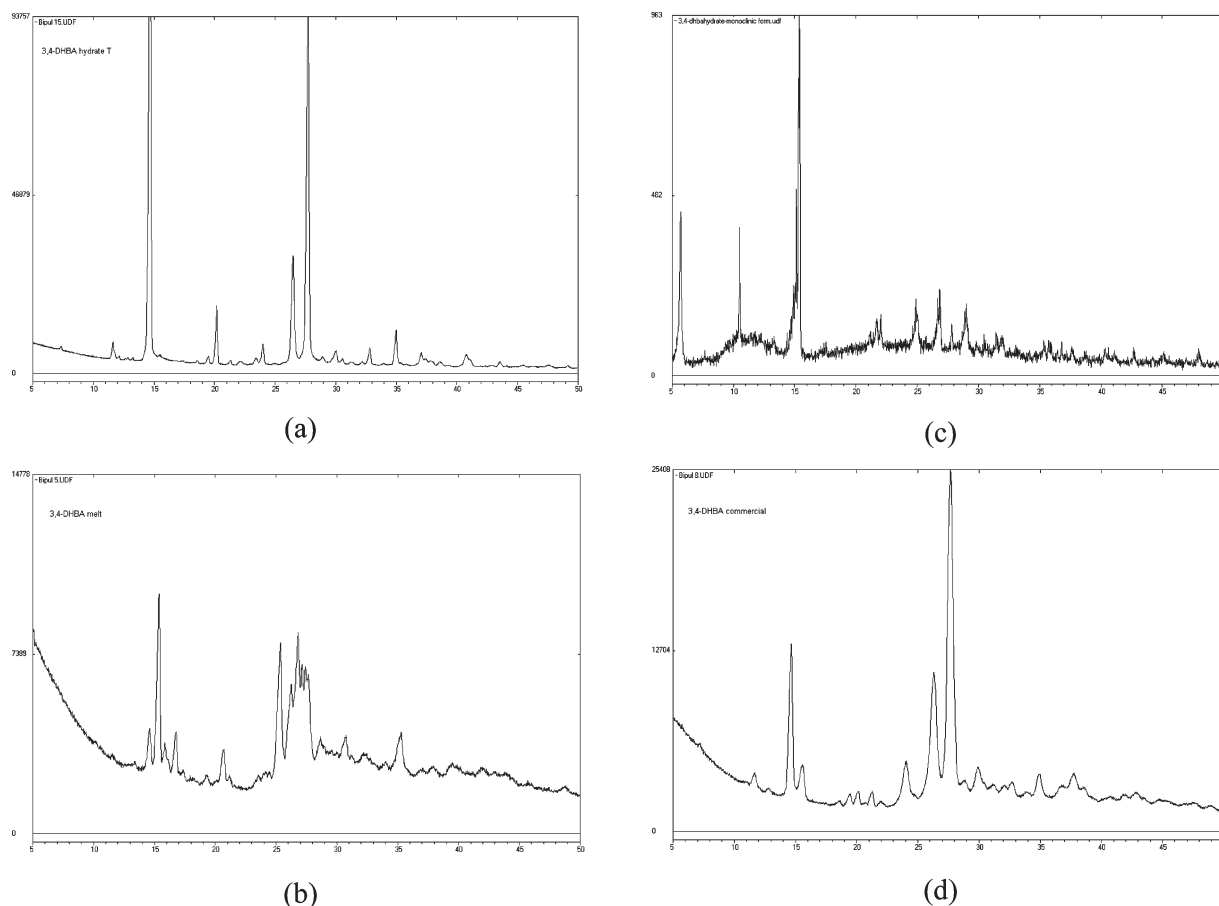 93757
-Bipul 15.UDF
3,4-DHBA hydrate T
46879
0
5 10 15 20 25 30 35 40 45 50
(a)
963
-3,4-dhbahydrate-monoclinic form.udf
482
0
5 10 15 20 25 30 35 40 45
(c)
14778
-Bipul 5.UDF
3,4-DHBA melt
7389
0
5 10 15 20 25 30 35 40 45 50
(b)
25408
-Bipul 8.UDF
3,4-DHBA commercial
12704
0
5 10 15 20 25 30 35 40 45
(d)